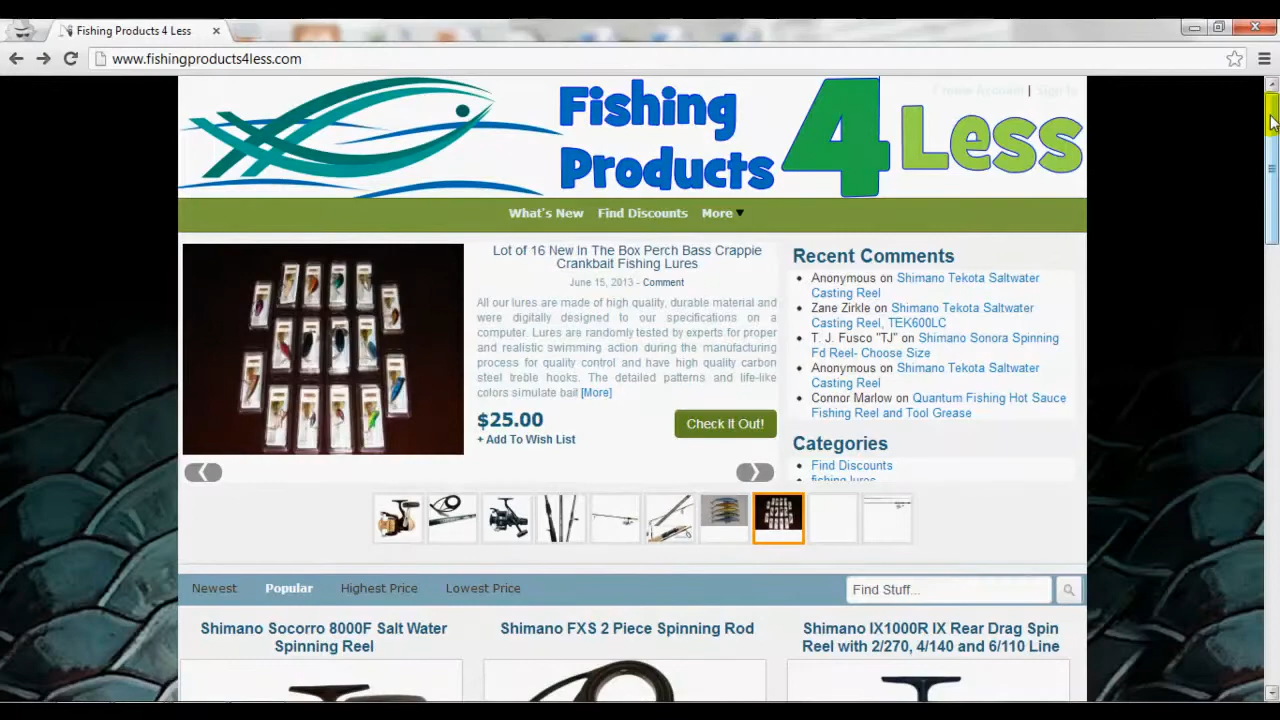 Fishing Products 4 Less
www.fishingproducts4less.com
Create Account | Sign In
Fishing
Products
4 Less
What's New Find Discounts More
Lot of 16 New In The Box Perch Bass Crappie
Crankbait Fishing Lures
June 15, 2013 - Comment
All our lures are made of high quality, durable material and
were digitally designed to our specifications on a
computer. Lures are randomly tested by experts for proper
and realistic swimming action during the manufacturing
process for quality control and have high quality carbon
steel treble hooks. The detailed patterns and life-like
colors simulate bail [More]
$25.00
+ Add To Wish List
Check It Out!
Recent Comments
Anonymous on Shimano Tekota Saltwater
Casting Reel
Zane Zirkle on Shimano Tekota Saltwater
Casting Reel, TEK600LC
T. J. Fusco "TJ" on Shimano Sonora Spinning
Fd Reel- Choose Size
Anonymous on Shimano Tekota Saltwater
Casting Reel
Connor Marlow on Quantum Fishing Hot Sauce
Fishing Reel and Tool Grease
Categories
Find Discounts
fishing lures
Newest Popular Highest Price Lowest Price
Find Stuff...
Shimano Socorro 8000F Salt Water
Spinning Reel
Shimano FXS 2 Piece Spinning Rod
Shimano IX1000R IX Rear Drag Spin
Reel with 2/270, 4/140 and 6/110 Line